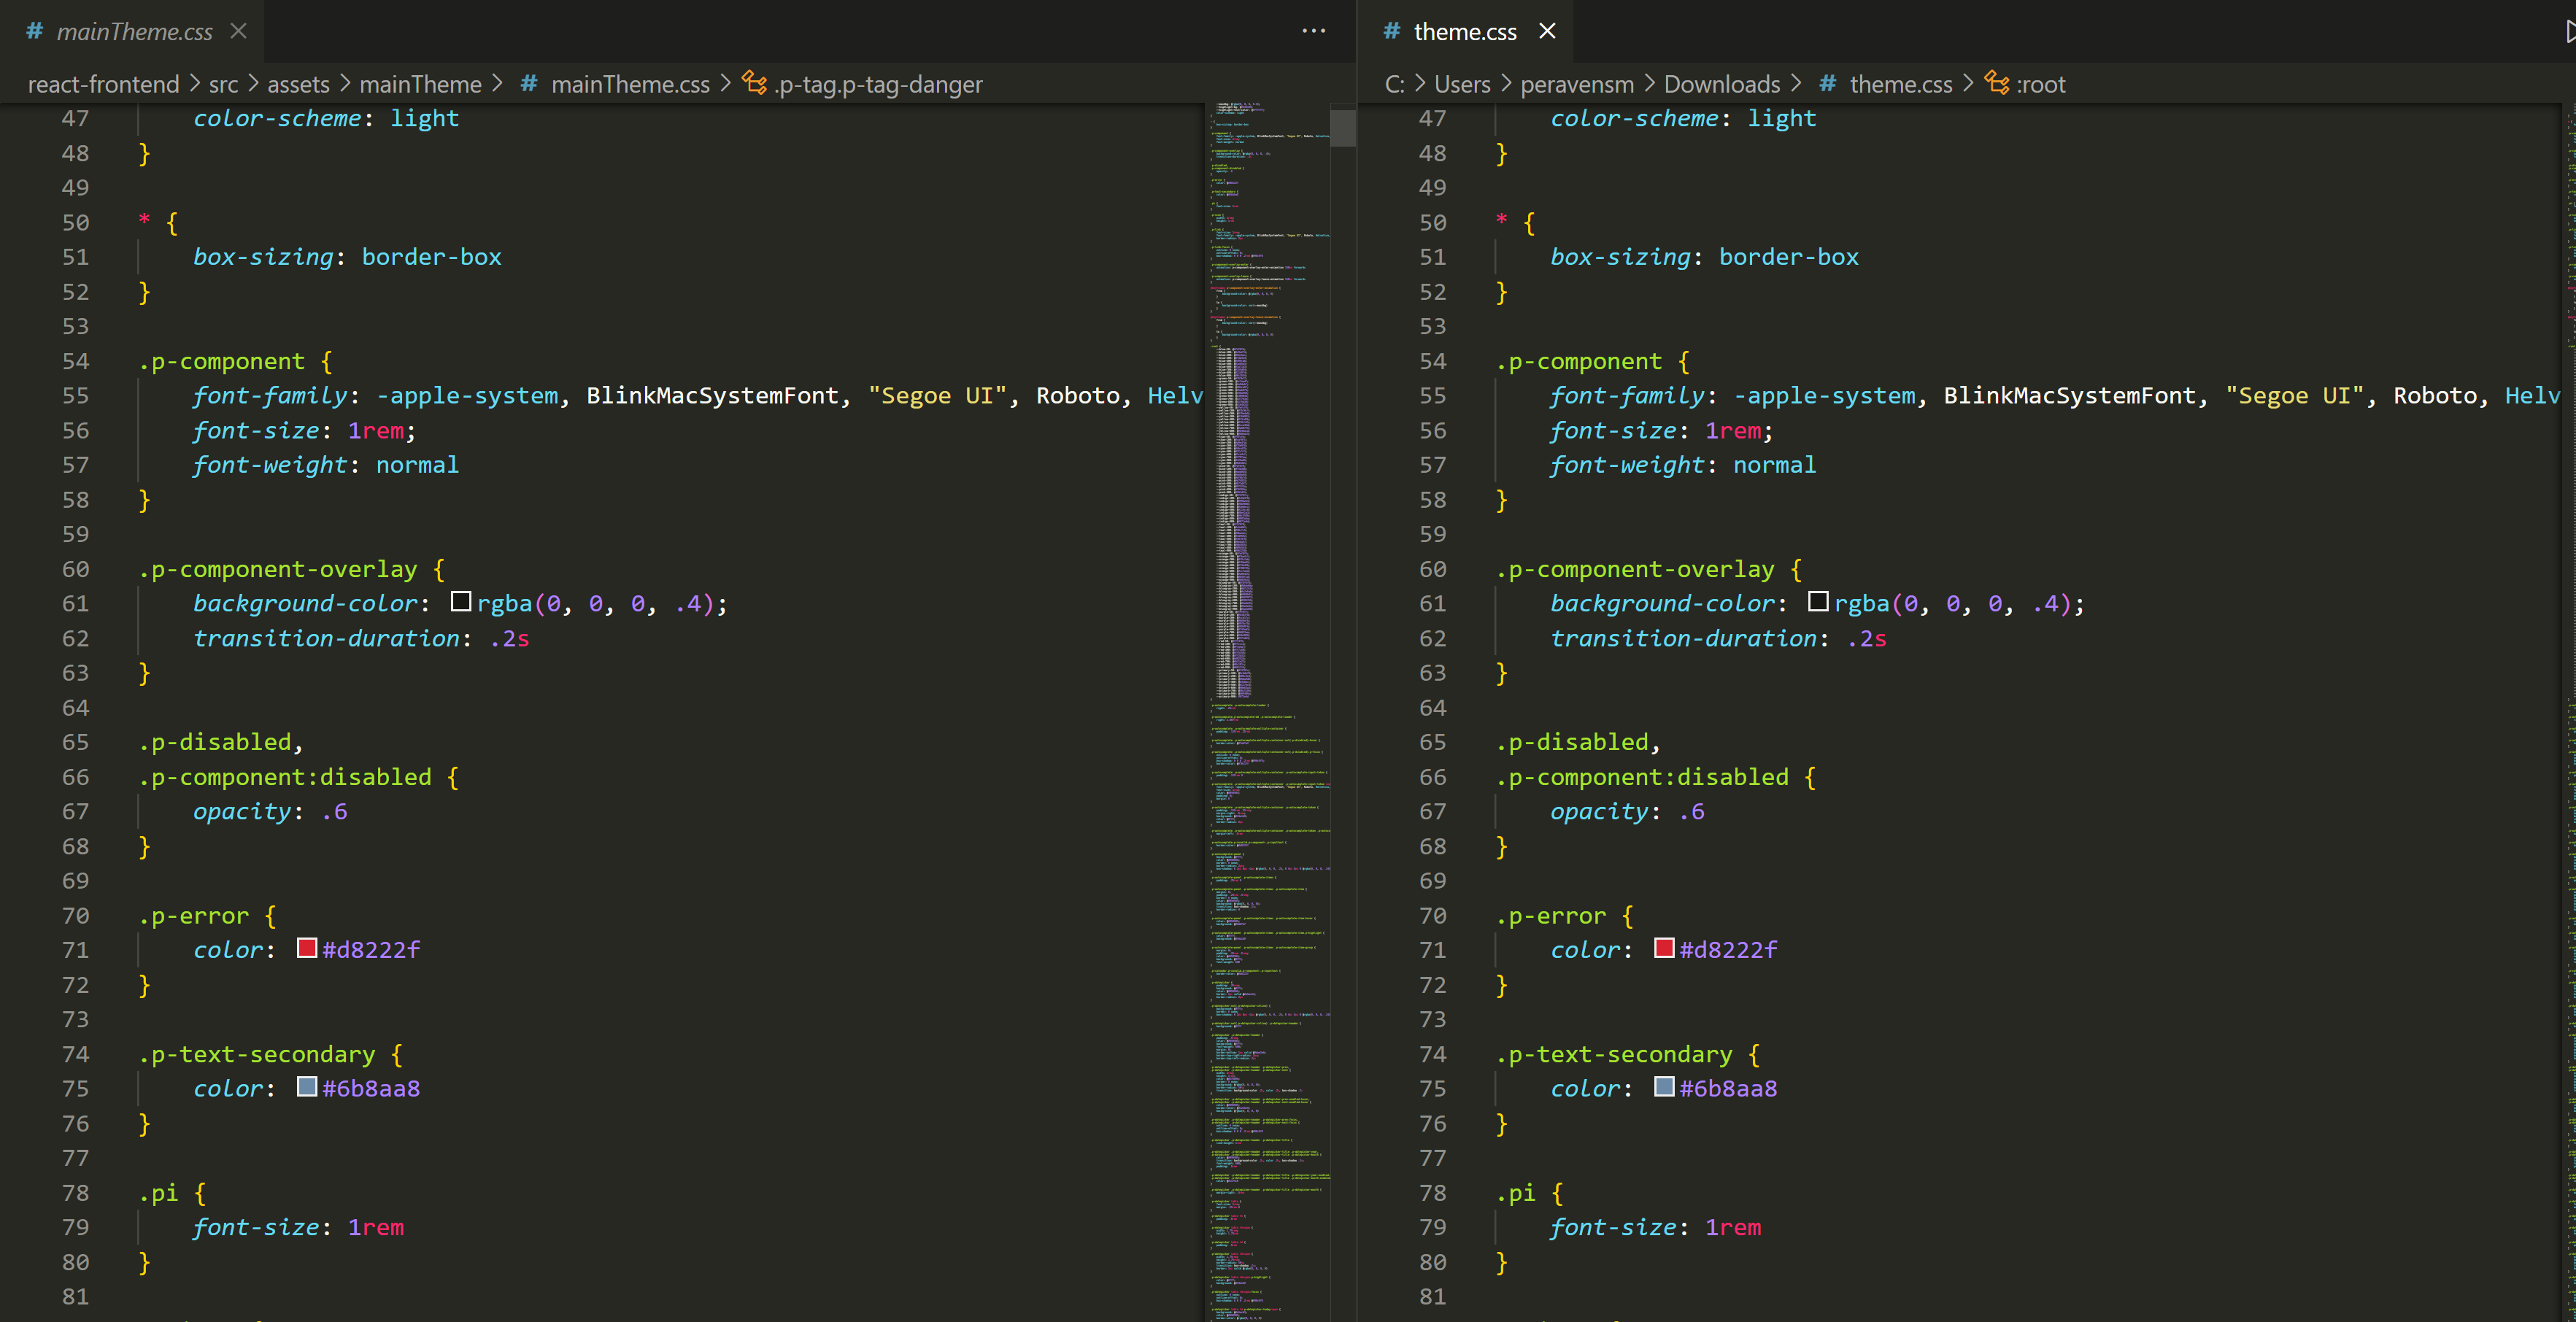 # mainTheme.css
react-frontend > src > assets > mainTheme > # mainTheme.css > .p-tag.p-tag-danger
47 color-scheme: light
48 }
49
50 * {
51 box-sizing: border-box
52 }
53
54 .p-component {
55 font-family: -apple-system, BlinkMacSystemFont, "Segoe UI", Roboto, Helv
56 font-size: 1rem;
57 font-weight: normal
58 }
59
60 .p-component-overlay {
61 background-color: rgba(0, 0, 0, .4);
62 transition-duration: .2s
63 }
64
65 .p-disabled,
66 .p-component:disabled {
67 opacity: .6
68 }
69
70 .p-error {
71 color: #d8222f
72 }
73
74 .p-text-secondary {
75 color: #6b8aa8
76 }
77
78 .pi {
79 font-size: 1rem
80 }
81
# theme.css
C: > Users > peravensm > Downloads > # theme.css > :root
47 color-scheme: light
48 }
49
50 * {
51 box-sizing: border-box
52 }
53
54 .p-component {
55 font-family: -apple-system, BlinkMacSystemFont, "Segoe UI", Roboto, Helv
56 font-size: 1rem;
57 font-weight: normal
58 }
59
60 .p-component-overlay {
61 background-color: rgba(0, 0, 0, .4);
62 transition-duration: .2s
63 }
64
65 .p-disabled,
66 .p-component:disabled {
67 opacity: .6
68 }
69
70 .p-error {
71 color: #d8222f
72 }
73
74 .p-text-secondary {
75 color: #6b8aa8
76 }
77
78 .pi {
79 font-size: 1rem
80 }
81